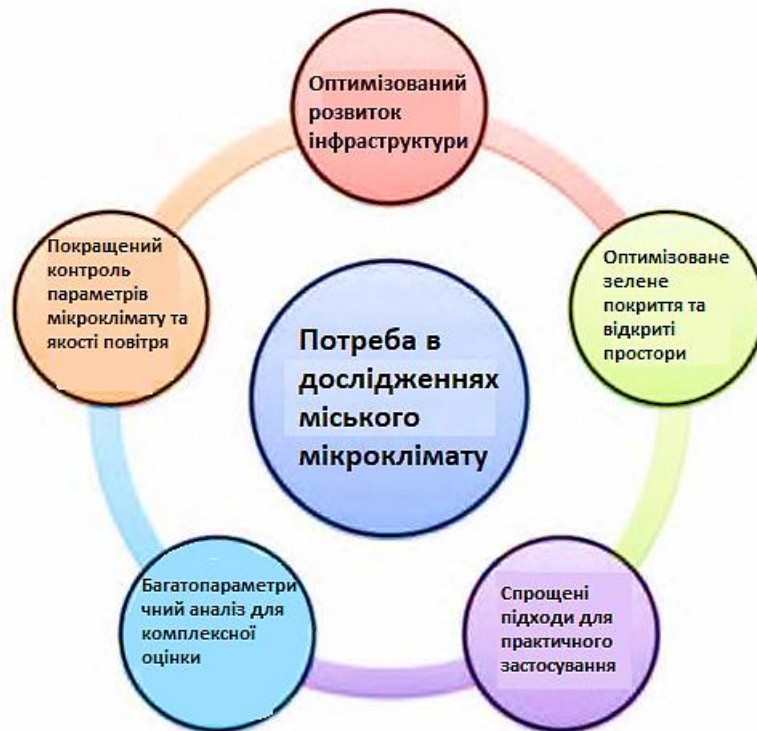 Оптимізований
розвиток
інфраструктури
Оптимізоване
зелене
покриття та
відкриті
простори
Спрощені
підходи для
практичного
застосування
Багатопараметри
чний аналіз для
комплексної
оцінки
Покращений
контроль
параметрів
мікроклімату та
якості повітря
Потреба в
дослідженнях
міського
мікроклімату